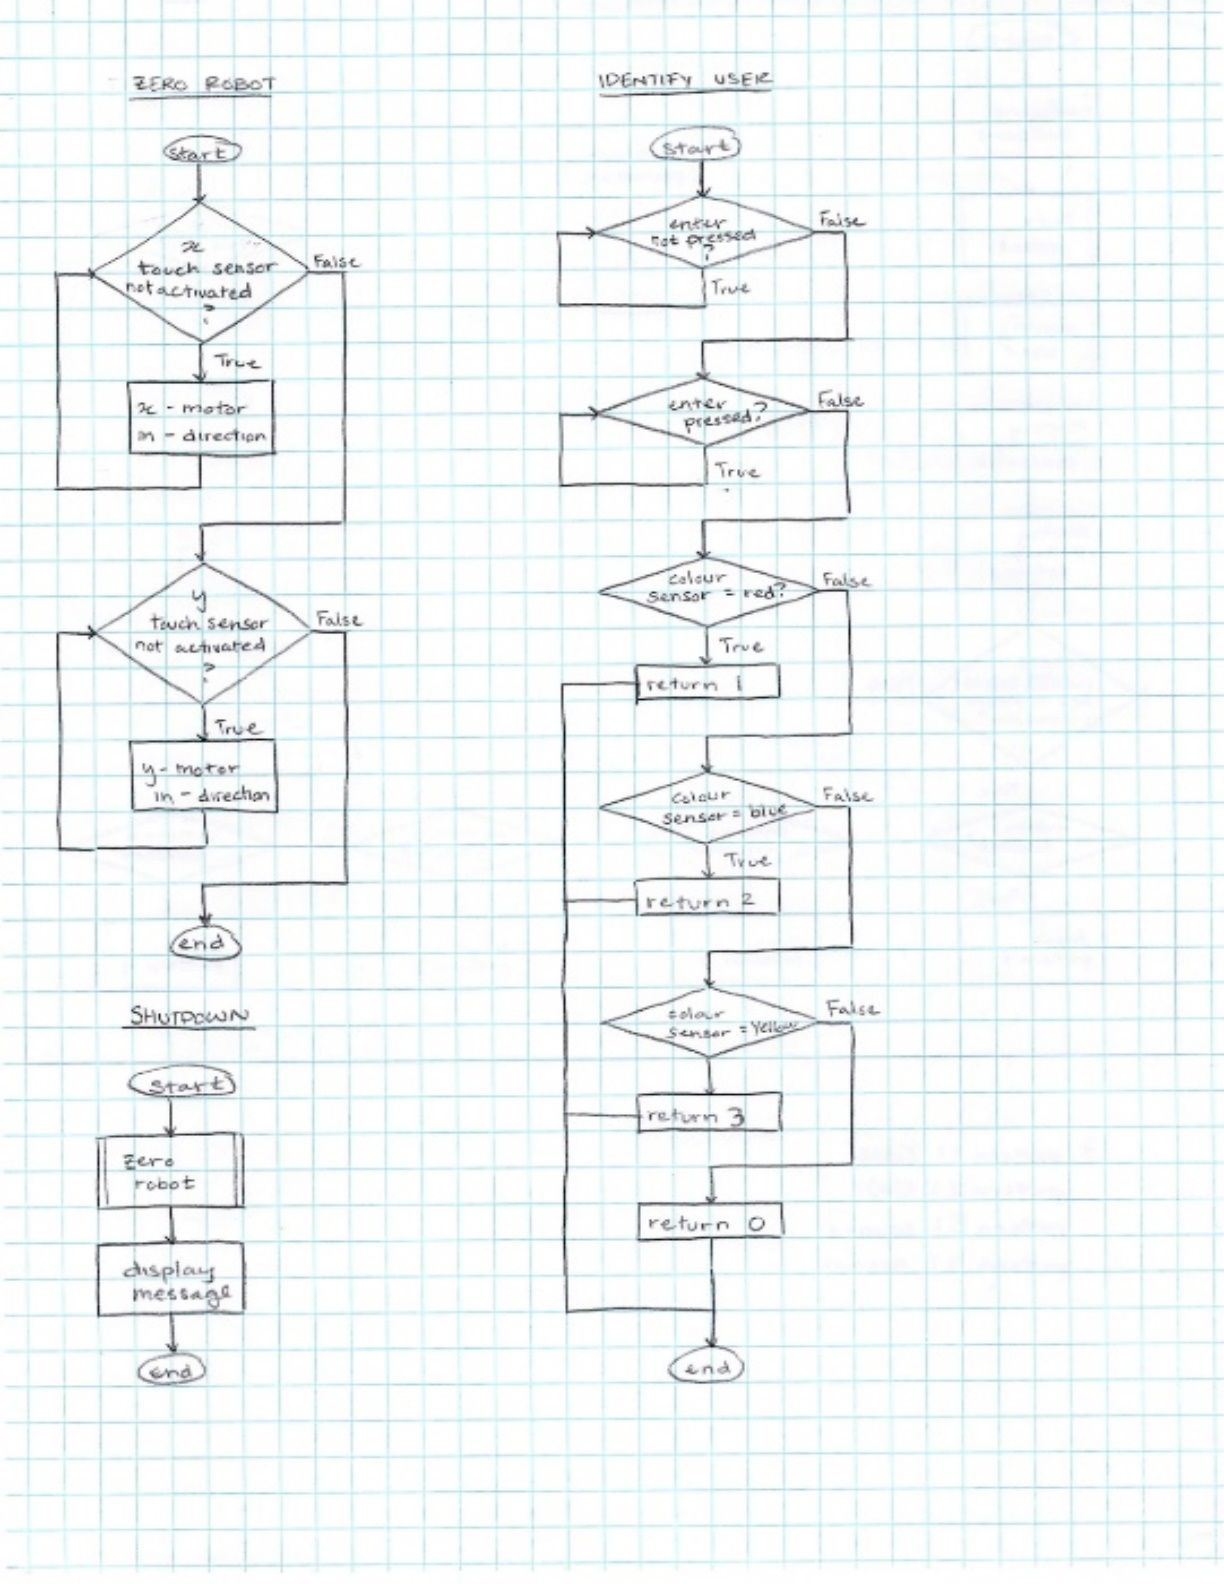 ZERO ROBOT
start
x
touch sensor
not activated
?
False
True
x - motor
in - direction
y
touch sensor
not activated
?
False
True
y - motor
in - direction
end
SHUTDOWN
start
zero
robot
display
message
end
IDENTIFY USER
start
enter
not pressed
?
False
True
enter
pressed?
False
True
colour
sensor = red?
False
True
return 1
colour
sensor = blue
False
True
return 2
colour
sensor = Yellow
False
return 3
return 0
end